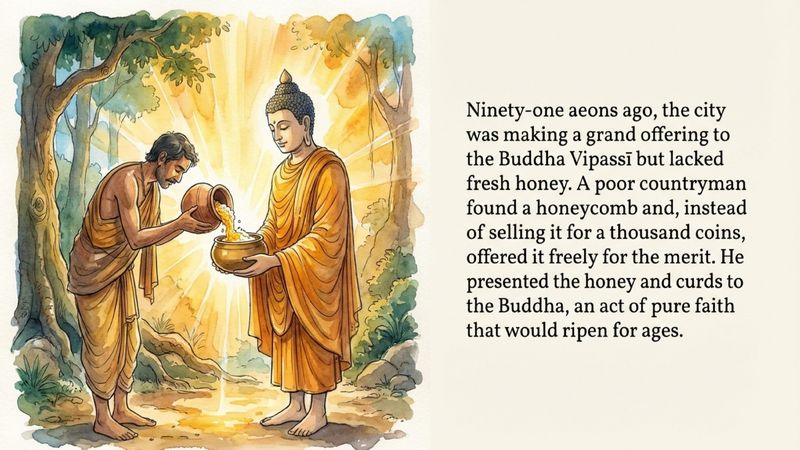 Ninety-one aeons ago, the city
was making a grand offering to
the Buddha Vipassī but lacked
fresh honey. A poor countryman
found a honeycomb and, instead
of selling it for a thousand coins,
offered it freely for the merit. He
presented the honey and curds to
the Buddha, an act of pure faith
that would ripen for ages.